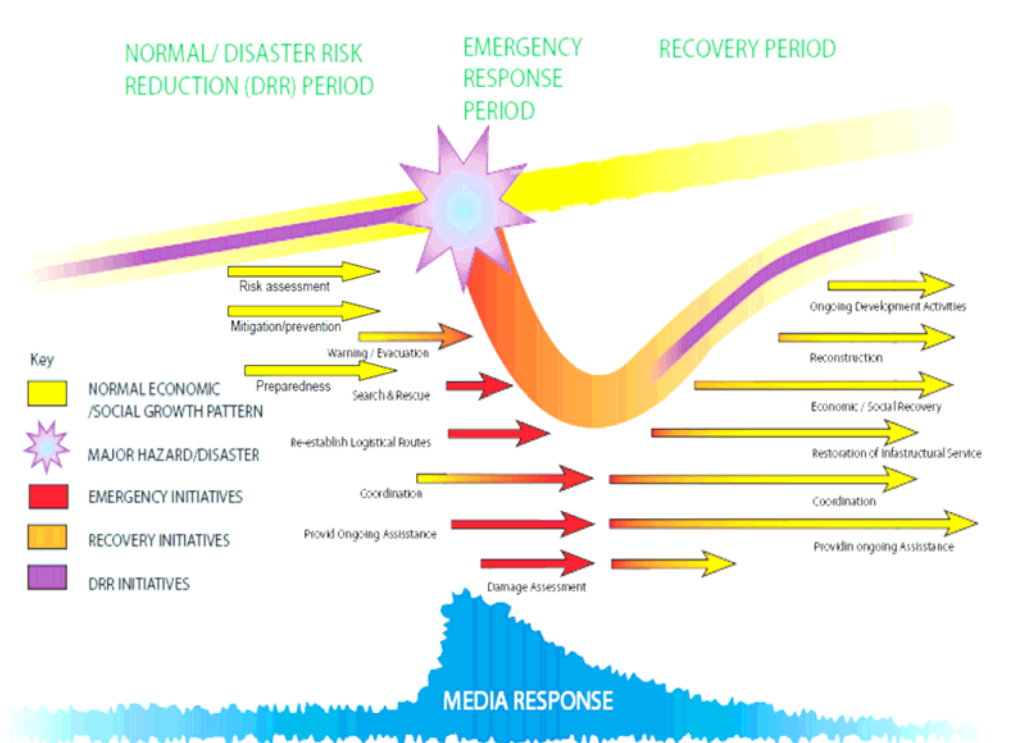 NORMAL/ DISASTER RISK
REDUCTION (DRR) PERIOD
EMERGENCY
RESPONSE
PERIOD
RECOVERY PERIOD
Risk assessment
Mitigation/prevention
Warning / Evacuation
Preparedness
Search & Rescue
Re-establish Logistical Routes
Coordination
Provid Ongoing Assisstance
Damage Assessment
Ongoing Development Activities
Reconstruction
Economic / Social Recovery
Restoration of Infastructural Service
Coordination
Providin ongoing Assisstance
Key
NORMAL ECONOMIC
/SOCIAL GROWTH PATTERN
MAJOR HAZARD/DISASTER
EMERGENCY INITIATIVES
RECOVERY INITIATIVES
DRR INITIATIVES
MEDIA RESPONSE